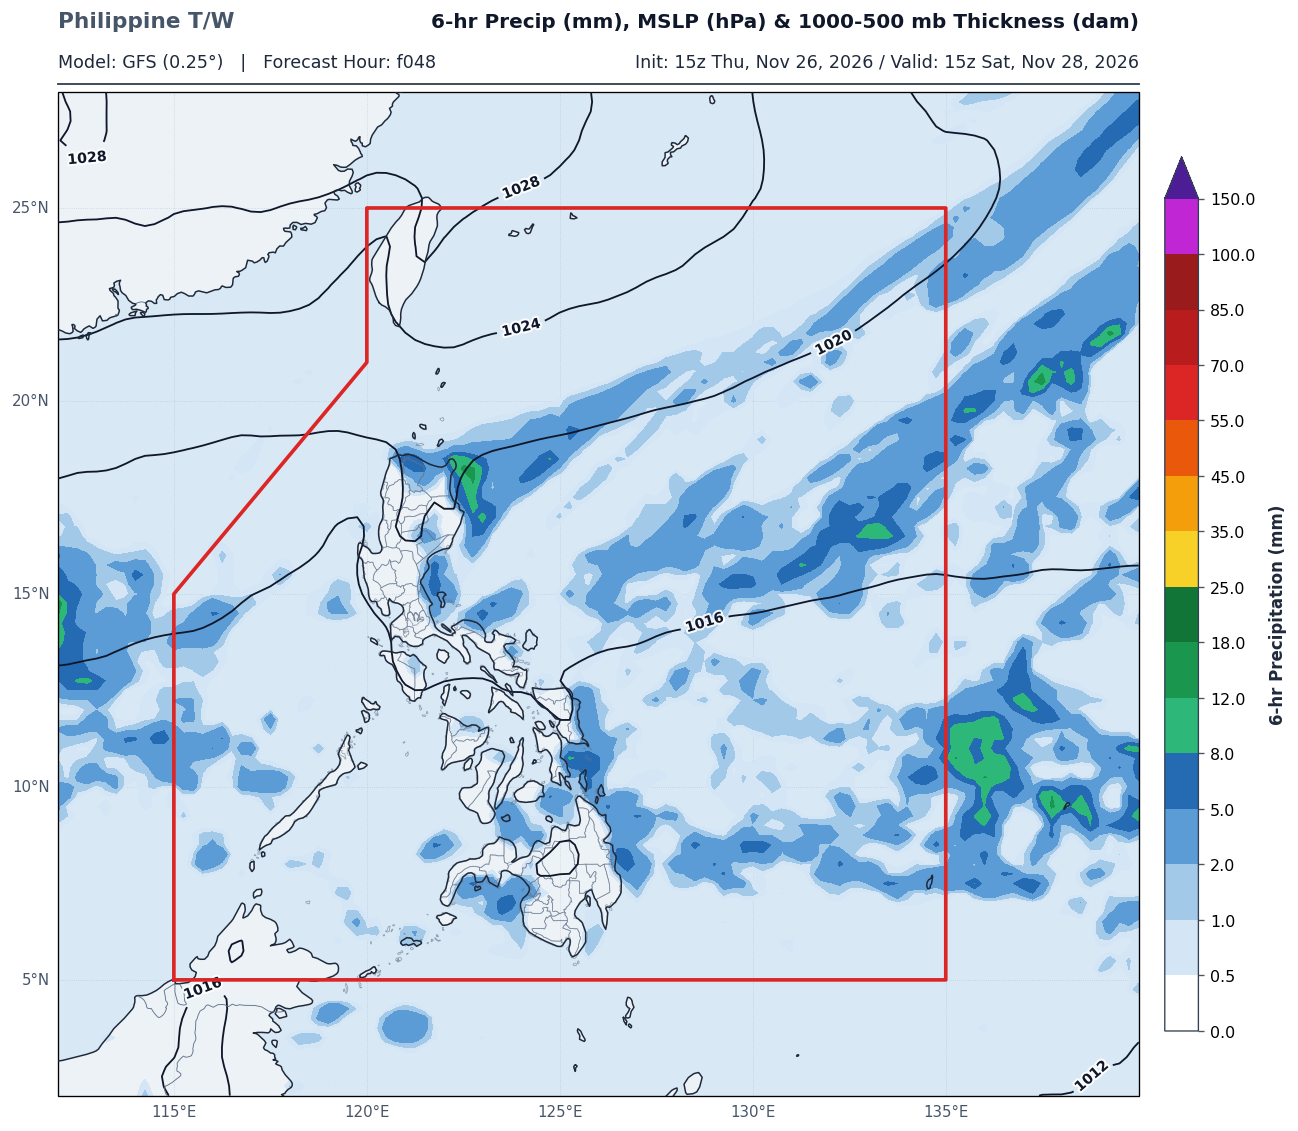 Philippine T/W
6-hr Precip (mm), MSLP (hPa) & 1000-500 mb Thickness (dam)
Model: GFS (0.25°) | Forecast Hour: f048
Init: 15z Thu, Nov 26, 2026 / Valid: 15z Sat, Nov 28, 2026
1028
1028
1024
1020
1016
1016
1012
25°N
20°N
15°N
10°N
5°N
115°E
120°E
125°E
130°E
135°E
150.0
100.0
85.0
70.0
55.0
45.0
35.0
25.0
18.0
12.0
8.0
5.0
2.0
1.0
0.5
0.0
6-hr Precipitation (mm)